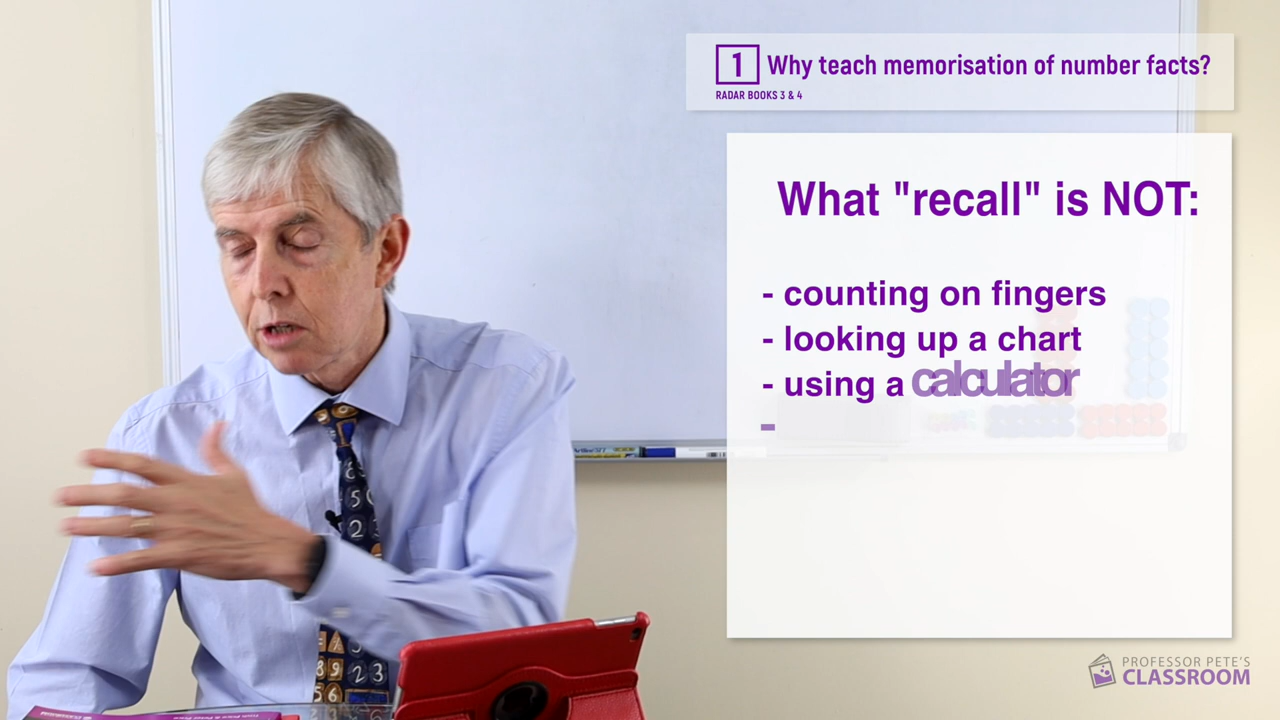 1 Why teach memorisation of number facts?
RADAR BOOKS 3 & 4
What "recall" is NOT:
- counting on fingers
- looking up a chart
- using a calculator
-
PROFESSOR PETE'S
CLASSROOM